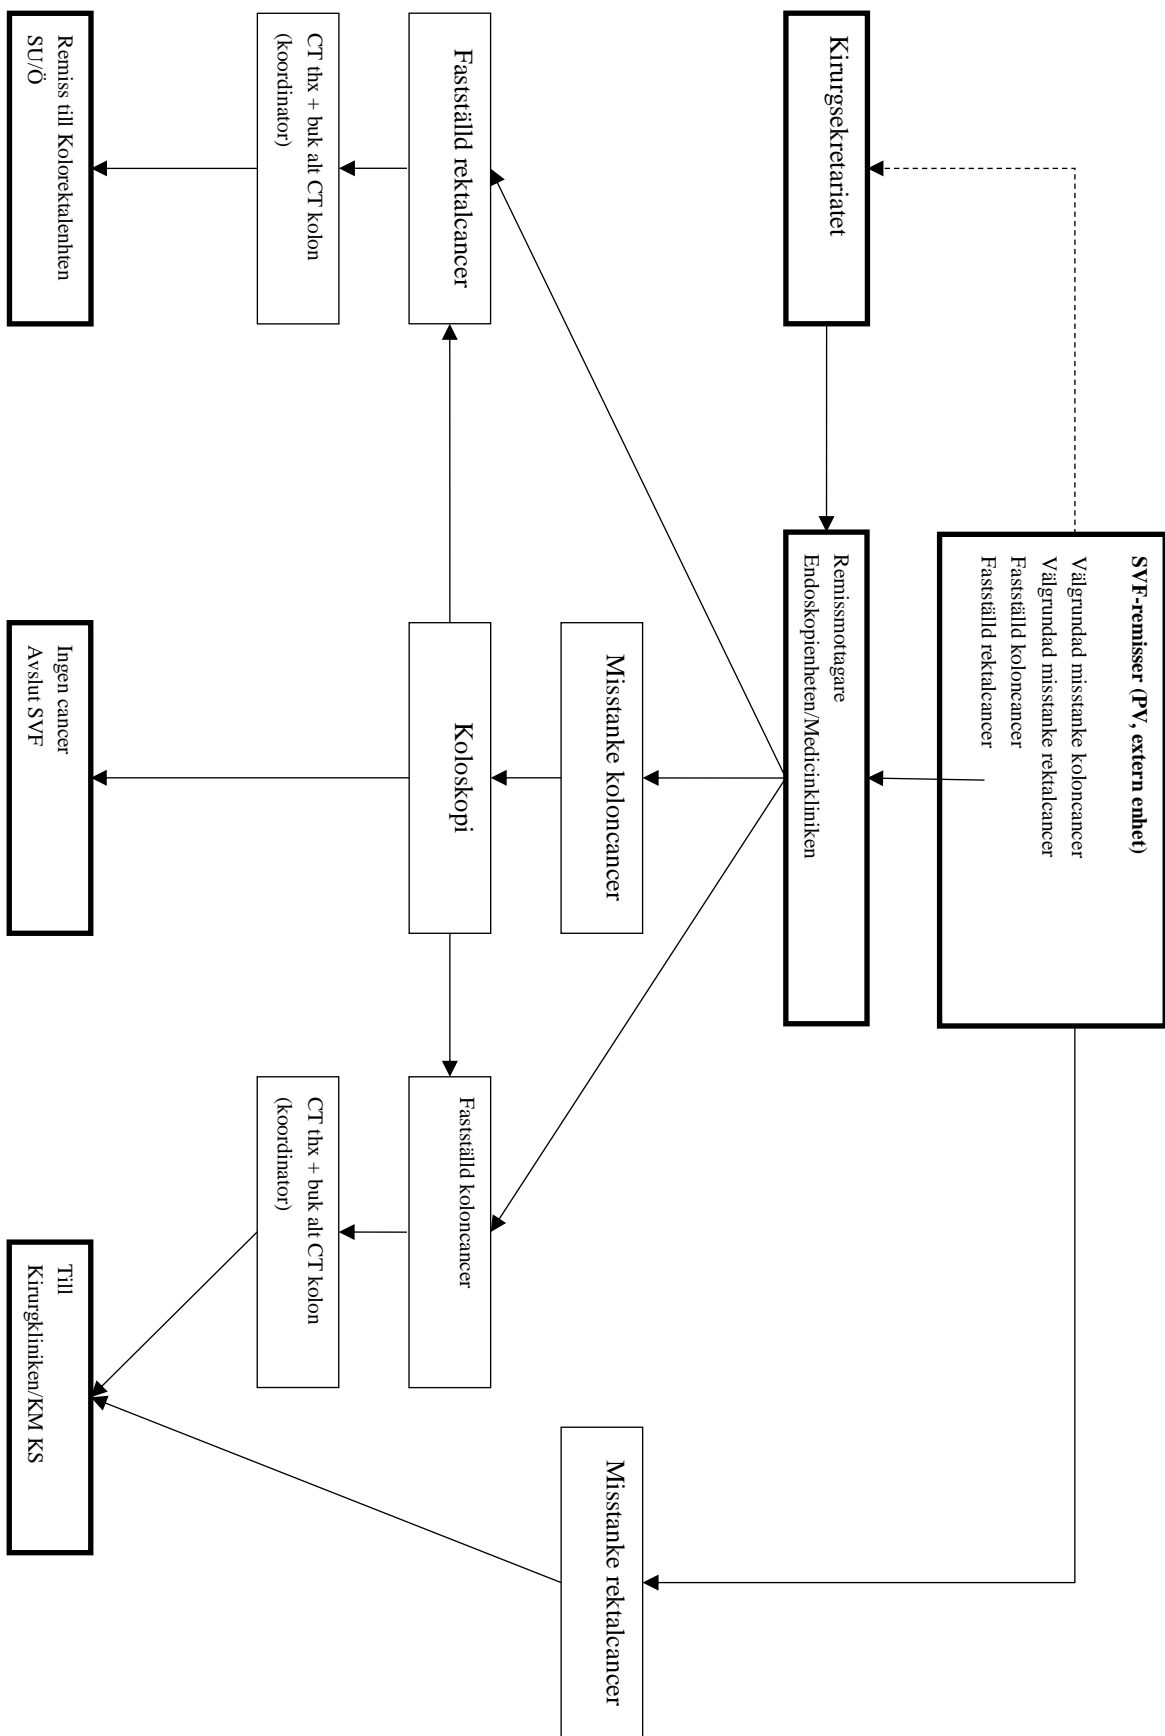 SVF-remisser (PV, extern enhet)
Välgrundad misstanke koloncancer
Välgrundad misstanke rektalcancer
Fastställd koloncancer
Fastställd rektalcancer
Kirurgsekretariatet
Remissmottagare
Endoskopienheten/Medicinkliniken
Misstanke koloncancer
Misstanke rektalcancer
Fastställd rektalcancer
Koloskopi
Fastställd koloncancer
CT thx + buk alt CT kolon
(koordinator)
CT thx + buk alt CT kolon
(koordinator)
Remiss till Kolorektalenhten
SU/Ö
Ingen cancer
Avslut SVF
Till
Kirurgkliniken/KM KS